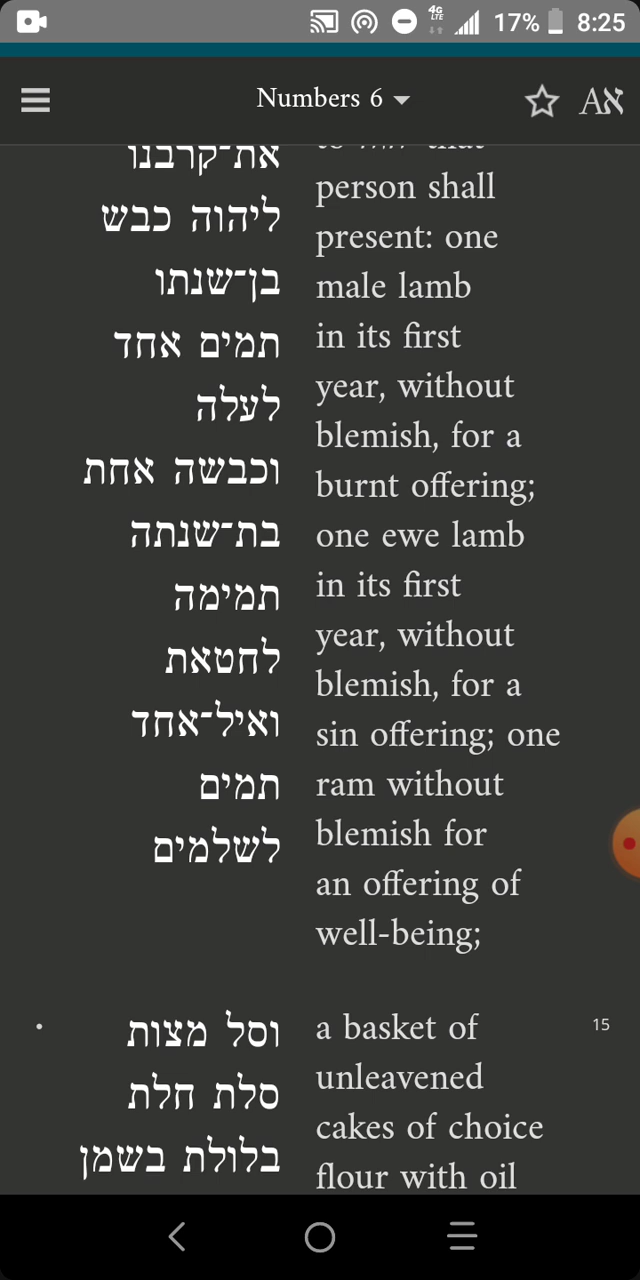 4G
LTE
17%
8:25
Numbers 6
Aא
את־קרבנו
ליהוה כבש
בן־שנתו
תמים אחד
לעלה
וכבשה אחת
בת־שנתה
תמימה
לחטאת
ואיל־אחד
תמים
לשלמים
that
person shall
present: one
male lamb
in its first
year, without
blemish, for a
burnt offering;
one ewe lamb
in its first
year, without
blemish, for a
sin offering; one
ram without
blemish for
an offering of
well-being;
וסל מצות
סלת חלת
בלולת בשמן
a basket of
unleavened
cakes of choice
flour with oil
15